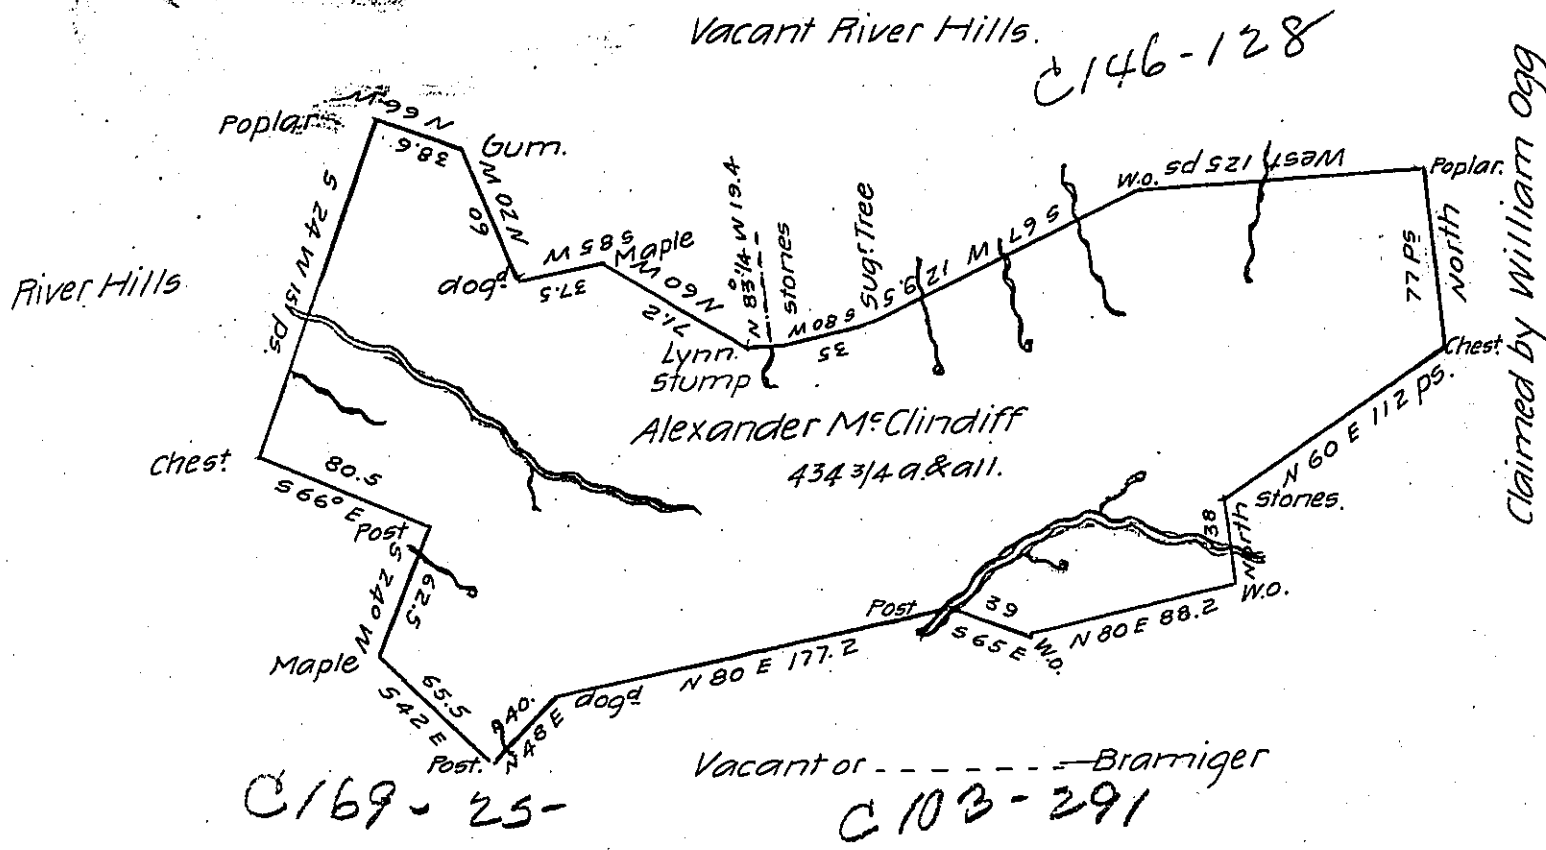 Vacant River Hills.
C146-128
Claimed by William Ogg
Poplar
N 66 W
38.6
Gum.
N 20 W
60
dogd
S 85 W
37.5
Maple
N 60 W
71.2
Lynn.
Stump
N 83°¼ W 19.4
stones
S 80 W
35
Sugr Tree
S 67 W 129.5
W.O.
West 125 ps
Poplar.
North
77 Ps
Chest
N 60 E 112 ps.
Stones.
North
38
W.O.
N 80 E 88.2
W.O.
S 65 E
39
Post
N 80 E 177.2
dogd
N 48 E
40.
Post.
S 42 E
65.5
Maple
S 24° W
62.5
Post
S 66° E
80.5
Chest
S 24 W 151 ps.
River Hills
Alexander McClindiff
434 3/4 a. & all.
Vacant or - - - - - - Bramiger
C169- 25-
C 103-291